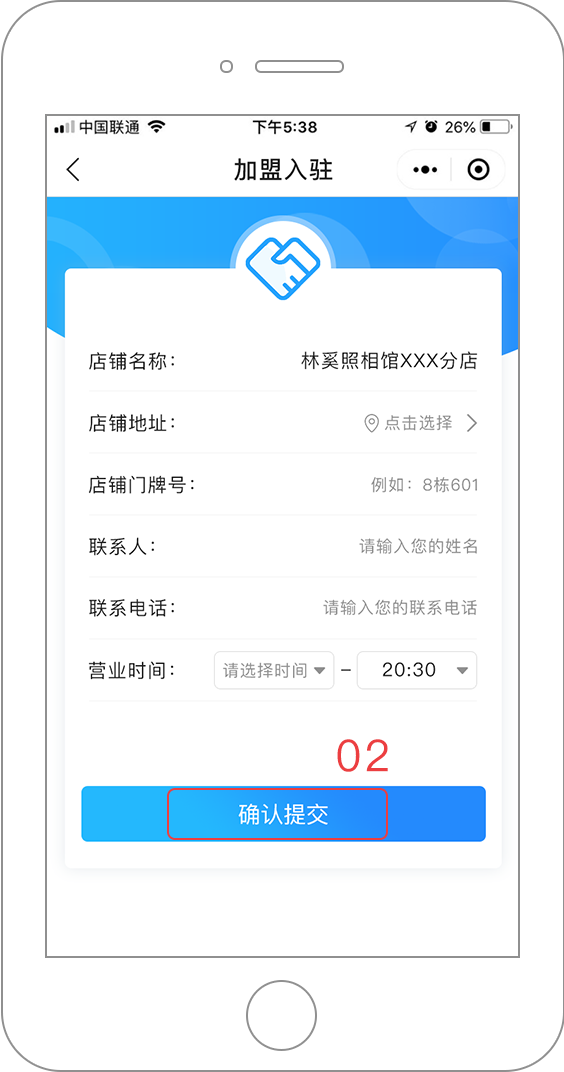 中国联通 下午5:38 26%
加盟入驻
店铺名称： 林奚照相馆XXX分店
店铺地址： 点击选择
店铺门牌号： 例如：8栋601
联系人： 请输入您的姓名
联系电话： 请输入您的联系电话
营业时间： 请选择时间 – 20:30
02
确认提交